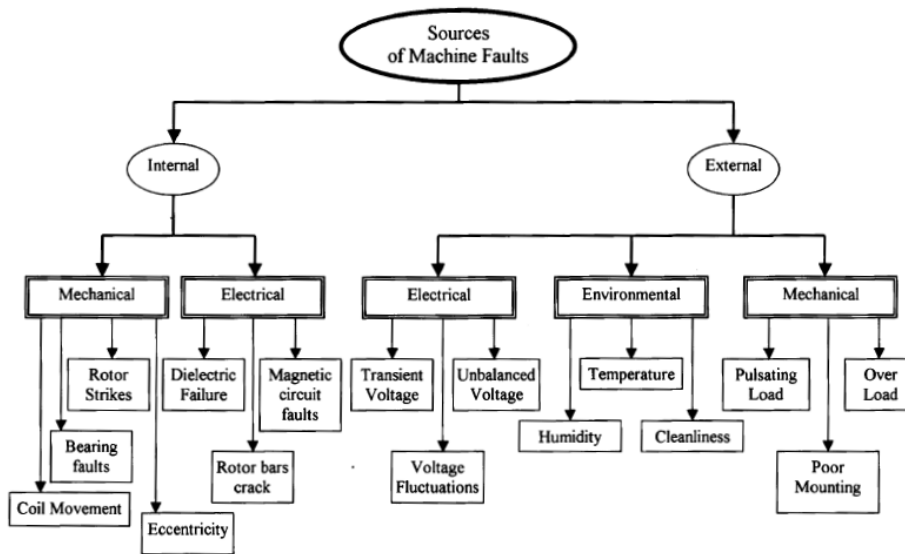 Sources
of Machine Faults
Internal
External
Mechanical
Electrical
Electrical
Environmental
Mechanical
Rotor
Strikes
Dielectric
Failure
Magnetic
circuit
faults
Transient
Voltage
Unbalanced
Voltage
Temperature
Pulsating
Load
Over
Load
Bearing
faults
Rotor bars
crack
Humidity
Cleanliness
Voltage
Fluctuations
Poor
Mounting
Coil Movement
Eccentricity